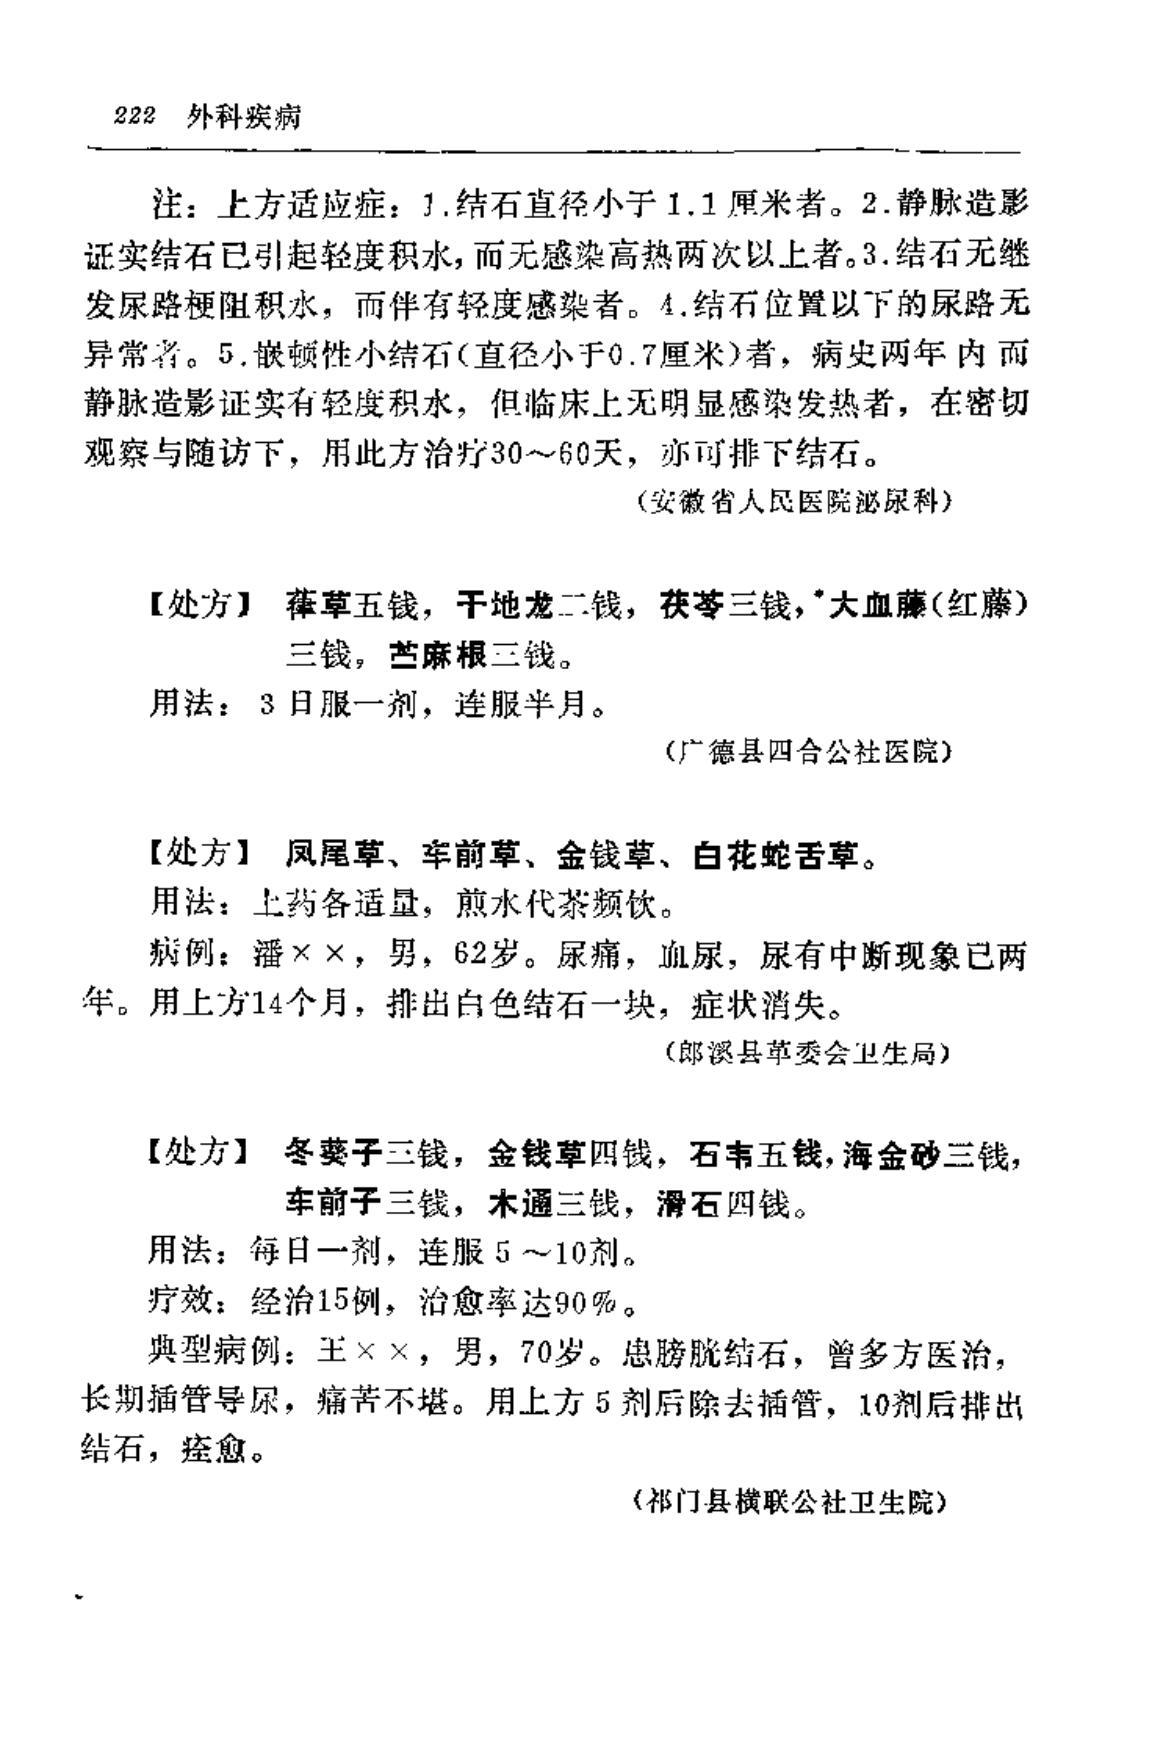 222 外科疾病
注：上方适应症：1.结石直径小于1.1厘米者。2.静脉造影
证实结石已引起轻度积水，而无感染高热两次以上者。3.结石无继
发尿路梗阻积水，而伴有轻度感染者。4.结石位置以下的尿路无
异常者。5.嵌顿性小结石（直径小于0.7厘米）者，病史两年内而
静脉造影证实有轻度积水，但临床上无明显感染发热者，在密切
观察与随访下，用此方治疗30～60天，亦可排下结石。
（安徽省人民医院泌尿科）
【处方】 葎草五钱，干地龙二钱，茯苓三钱，*大血藤（红藤）
三钱，苎麻根三钱。
用法：3日服一剂，连服半月。
（广德县四合公社医院）
【处方】 凤尾草、车前草、金钱草、白花蛇舌草。
用法：上药各适量，煎水代茶频饮。
病例：潘××，男，62岁。尿痛，血尿，尿有中断现象已两
年。用上方14个月，排出白色结石一块，症状消失。
（郎溪县革委会卫生局）
【处方】 冬葵子三钱，金钱草四钱，石韦五钱，海金砂三钱，
车前子三钱，木通三钱，滑石四钱。
用法：每日一剂，连服5～10剂。
疗效：经治15例，治愈率达90%。
典型病例：王××，男，70岁。患膀胱结石，曾多方医治，
长期插管导尿，痛苦不堪。用上方5剂后除去插管，10剂后排出
结石，痊愈。
（祁门县横联公社卫生院）